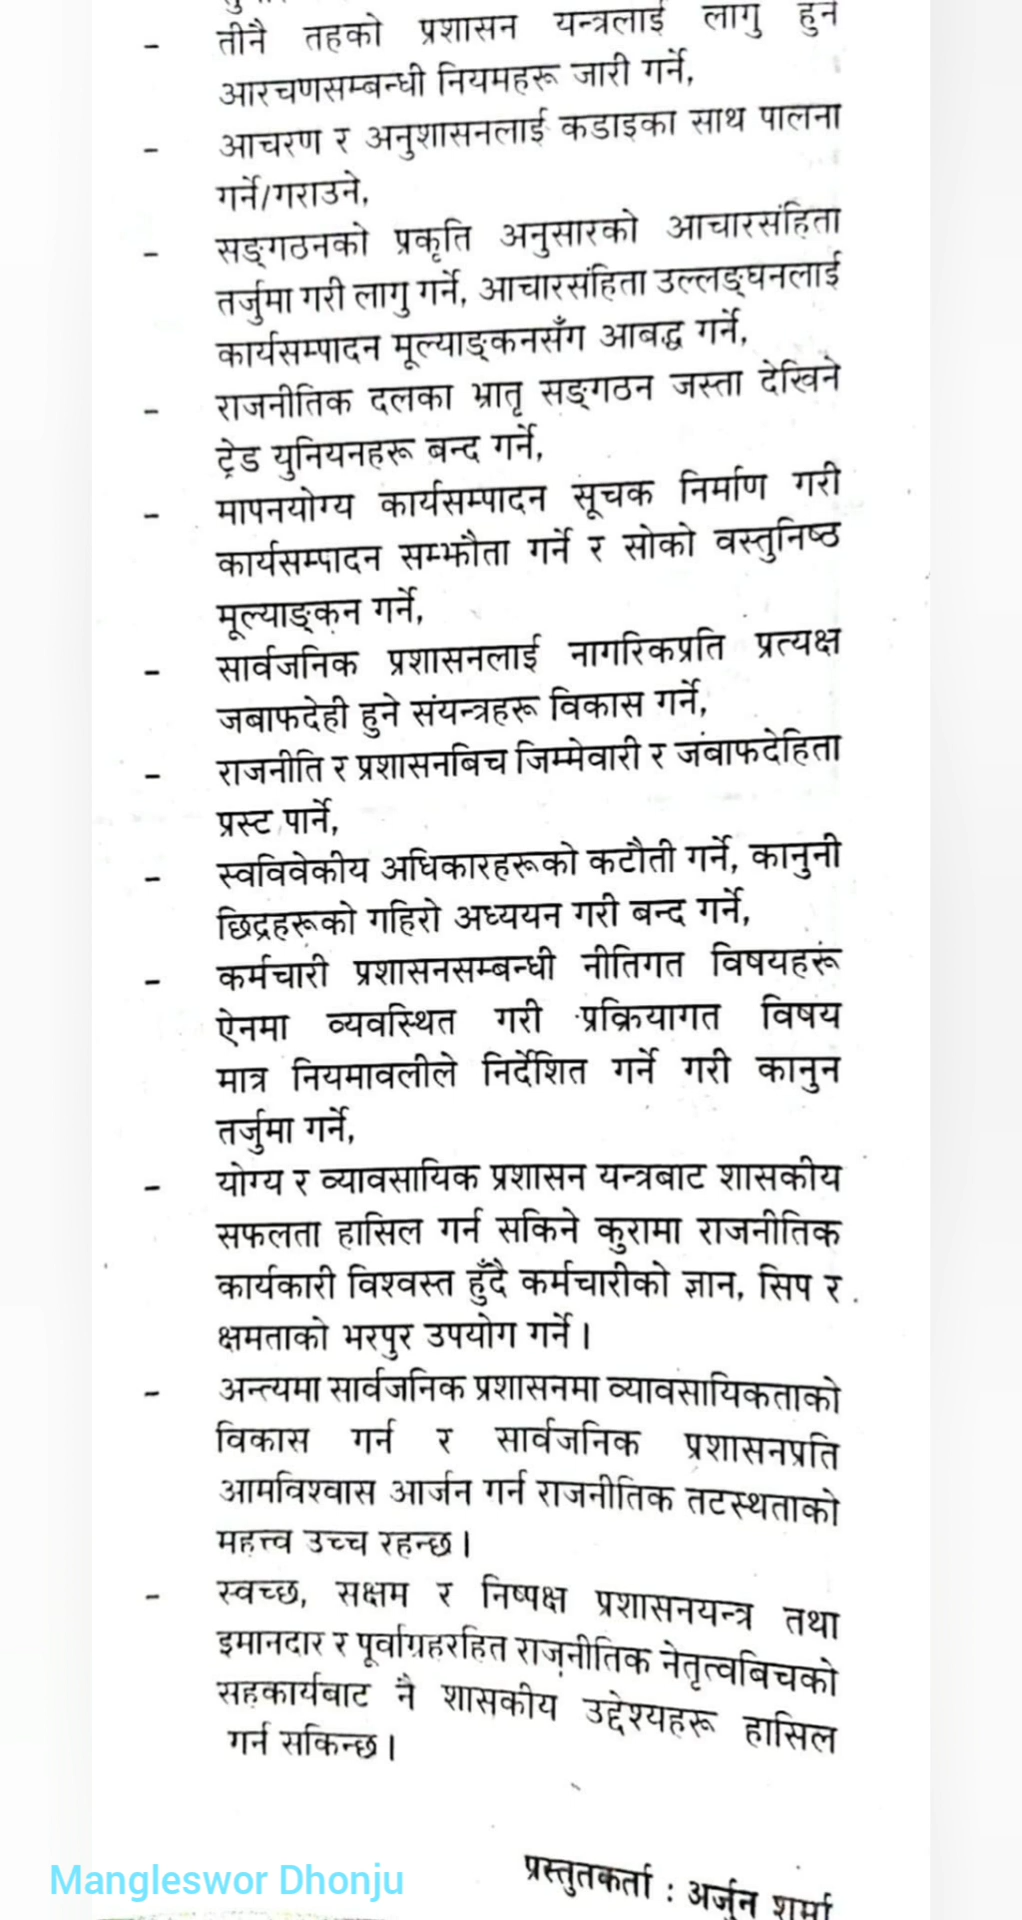 - तीनै तहको प्रशासन यन्त्रलाई लागु हुने
आरचणसम्बन्धी नियमहरू जारी गर्ने,
- आचरण र अनुशासनलाई कडाइका साथ पालना
गर्ने/गराउने,
- सङ्गठनको प्रकृति अनुसारको आचारसंहिता
तर्जुमा गरी लागु गर्ने, आचारसंहिता उल्लङ्घनलाई
कार्यसम्पादन मूल्याङ्कनसँग आबद्ध गर्ने,
- राजनीतिक दलका भ्रातृ सङ्गठन जस्ता देखिने
ट्रेड युनियनहरू बन्द गर्ने,
- मापनयोग्य कार्यसम्पादन सूचक निर्माण गरी
कार्यसम्पादन सम्झौता गर्ने र सोको वस्तुनिष्ठ
मूल्याङ्कन गर्ने,
- सार्वजनिक प्रशासनलाई नागरिकप्रति प्रत्यक्ष
जबाफदेही हुने संयन्त्रहरू विकास गर्ने,
- राजनीति र प्रशासनबिच जिम्मेवारी र जबाफदेहिता
प्रस्ट पार्ने,
- स्वविवेकीय अधिकारहरूको कटौती गर्ने, कानुनी
छिद्रहरूको गहिरो अध्ययन गरी बन्द गर्ने,
- कर्मचारी प्रशासनसम्बन्धी नीतिगत विषयहरू
ऐनमा व्यवस्थित गरी प्रक्रियागत विषय
मात्र नियमावलीले निर्देशित गर्ने गरी कानुन
तर्जुमा गर्ने,
- योग्य र व्यावसायिक प्रशासन यन्त्रबाट शासकीय
सफलता हासिल गर्न सकिने कुरामा राजनीतिक
कार्यकारी विश्वस्त हुँदै कर्मचारीको ज्ञान, सिप र
क्षमताको भरपुर उपयोग गर्ने।
- अन्त्यमा सार्वजनिक प्रशासनमा व्यावसायिकताको
विकास गर्न र सार्वजनिक प्रशासनप्रति
आमविश्वास आर्जन गर्न राजनीतिक तटस्थताको
महत्त्व उच्च रहन्छ।
- स्वच्छ, सक्षम र निष्पक्ष प्रशासनयन्त्र तथा
इमानदार र पूर्वाग्रहरहित राजनीतिक नेतृत्वबिचको
सहकार्यबाट नै शासकीय उद्देश्यहरू हासिल
गर्न सकिन्छ।
प्रस्तुतकर्ता : अर्जुन शर्मा
Mangleswor Dhonju